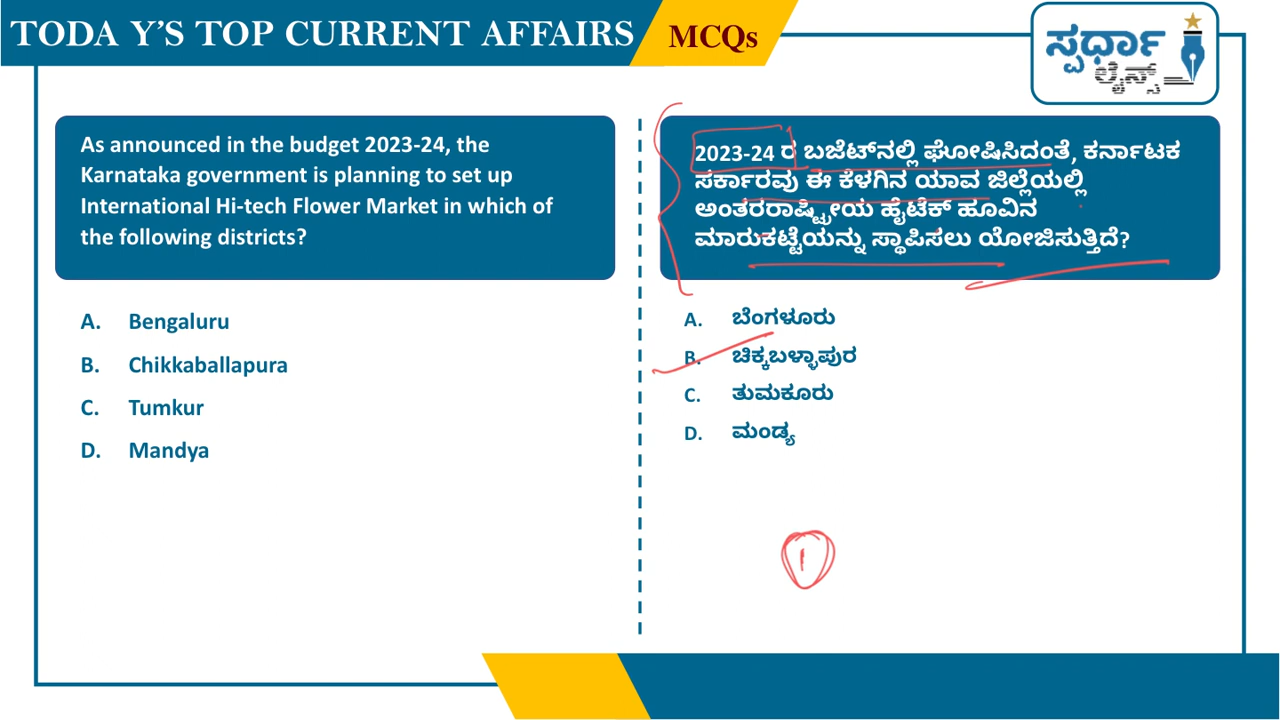 TODA Y'S TOP CURRENT AFFAIRS MCQs
ಸ್ಪರ್ಧಾ
ಲೈನ್ಸ್
As announced in the budget 2023-24, the
Karnataka government is planning to set up
International Hi-tech Flower Market in which of
the following districts?
A. Bengaluru
B. Chikkaballapura
C. Tumkur
D. Mandya
2023-24 ರ ಬಜೆಟ್‌ನಲ್ಲಿ ಘೋಷಿಸಿದಂತೆ, ಕರ್ನಾಟಕ
ಸರ್ಕಾರವು ಈ ಕೆಳಗಿನ ಯಾವ ಜಿಲ್ಲೆಯಲ್ಲಿ
ಅಂತರರಾಷ್ಟ್ರೀಯ ಹೈಟೆಕ್ ಹೂವಿನ
ಮಾರುಕಟ್ಟೆಯನ್ನು ಸ್ಥಾಪಿಸಲು ಯೋಜಿಸುತ್ತಿದೆ?
A. ಬೆಂಗಳೂರು
B. ಚಿಕ್ಕಬಳ್ಳಾಪುರ
C. ತುಮಕೂರು
D. ಮಂಡ್ಯ
1